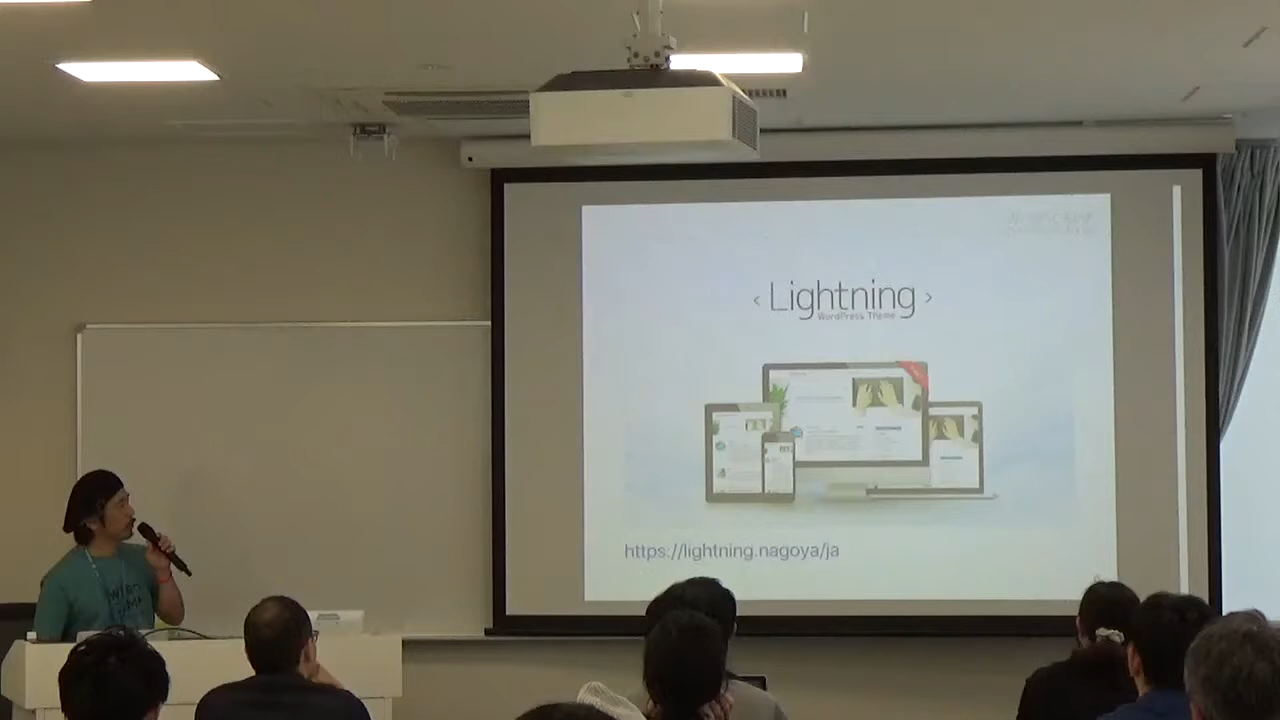 ‹ Lightning ›
WordPress Theme
https://lightning.nagoya/ja